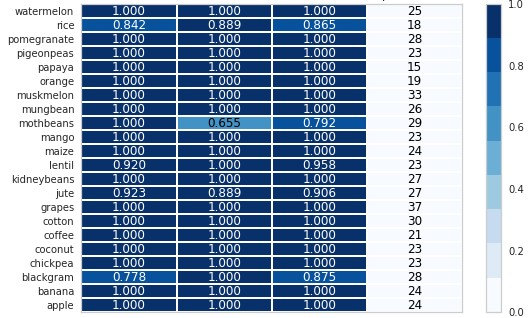 watermelon 1.000 1.000 1.000 25
rice 0.842 0.889 0.865 18
pomegranate 1.000 1.000 1.000 28
pigeonpeas 1.000 1.000 1.000 23
papaya 1.000 1.000 1.000 15
orange 1.000 1.000 1.000 19
muskmelon 1.000 1.000 1.000 33
mungbean 1.000 1.000 1.000 26
mothbeans 1.000 0.655 0.792 29
mango 1.000 1.000 1.000 23
maize 1.000 1.000 1.000 24
lentil 0.920 1.000 0.958 23
kidneybeans 1.000 1.000 1.000 27
jute 0.923 0.889 0.906 27
grapes 1.000 1.000 1.000 37
cotton 1.000 1.000 1.000 30
coffee 1.000 1.000 1.000 21
coconut 1.000 1.000 1.000 23
chickpea 1.000 1.000 1.000 23
blackgram 0.778 1.000 0.875 28
banana 1.000 1.000 1.000 24
apple 1.000 1.000 1.000 24
1.0
0.8
0.6
0.4
0.2
0.0